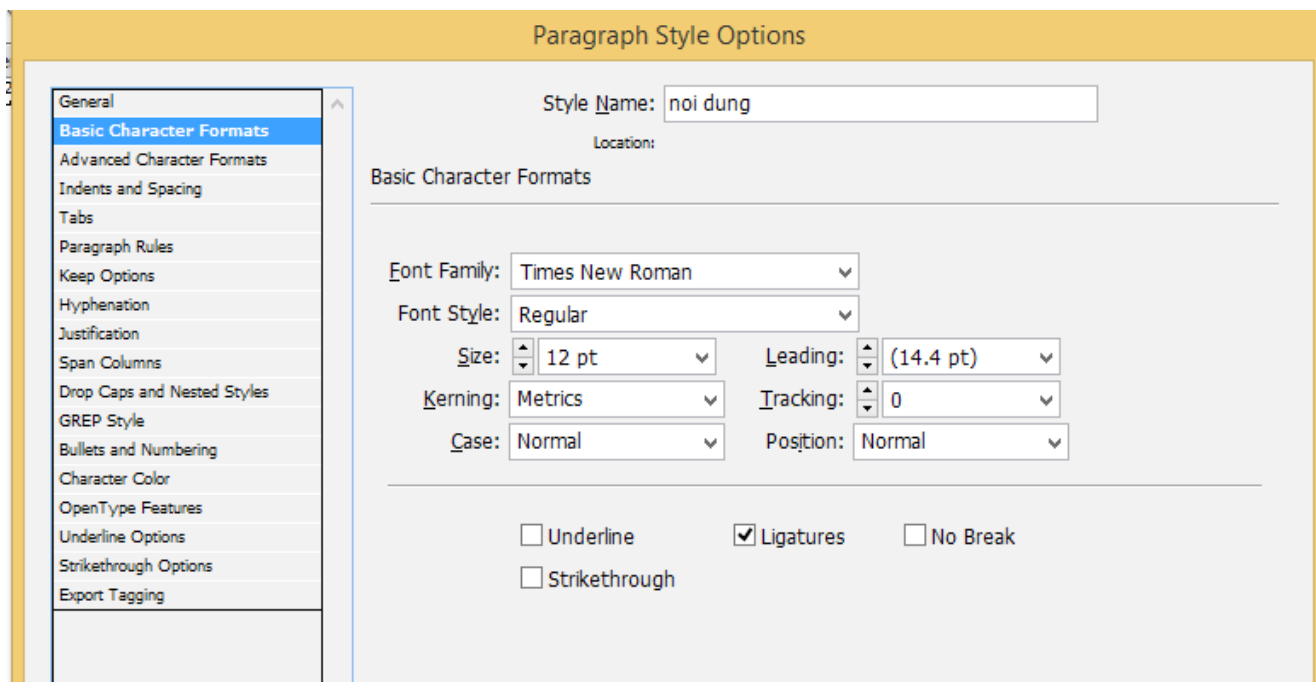 Paragraph Style Options
General
Basic Character Formats
Advanced Character Formats
Indents and Spacing
Tabs
Paragraph Rules
Keep Options
Hyphenation
Justification
Span Columns
Drop Caps and Nested Styles
GREP Style
Bullets and Numbering
Character Color
OpenType Features
Underline Options
Strikethrough Options
Export Tagging
Style Name: noi dung
Location:
Basic Character Formats
Font Family: Times New Roman
Font Style: Regular
Size: 12 pt Leading: (14.4 pt)
Kerning: Metrics Tracking: 0
Case: Normal Position: Normal
Underline Ligatures No Break
Strikethrough